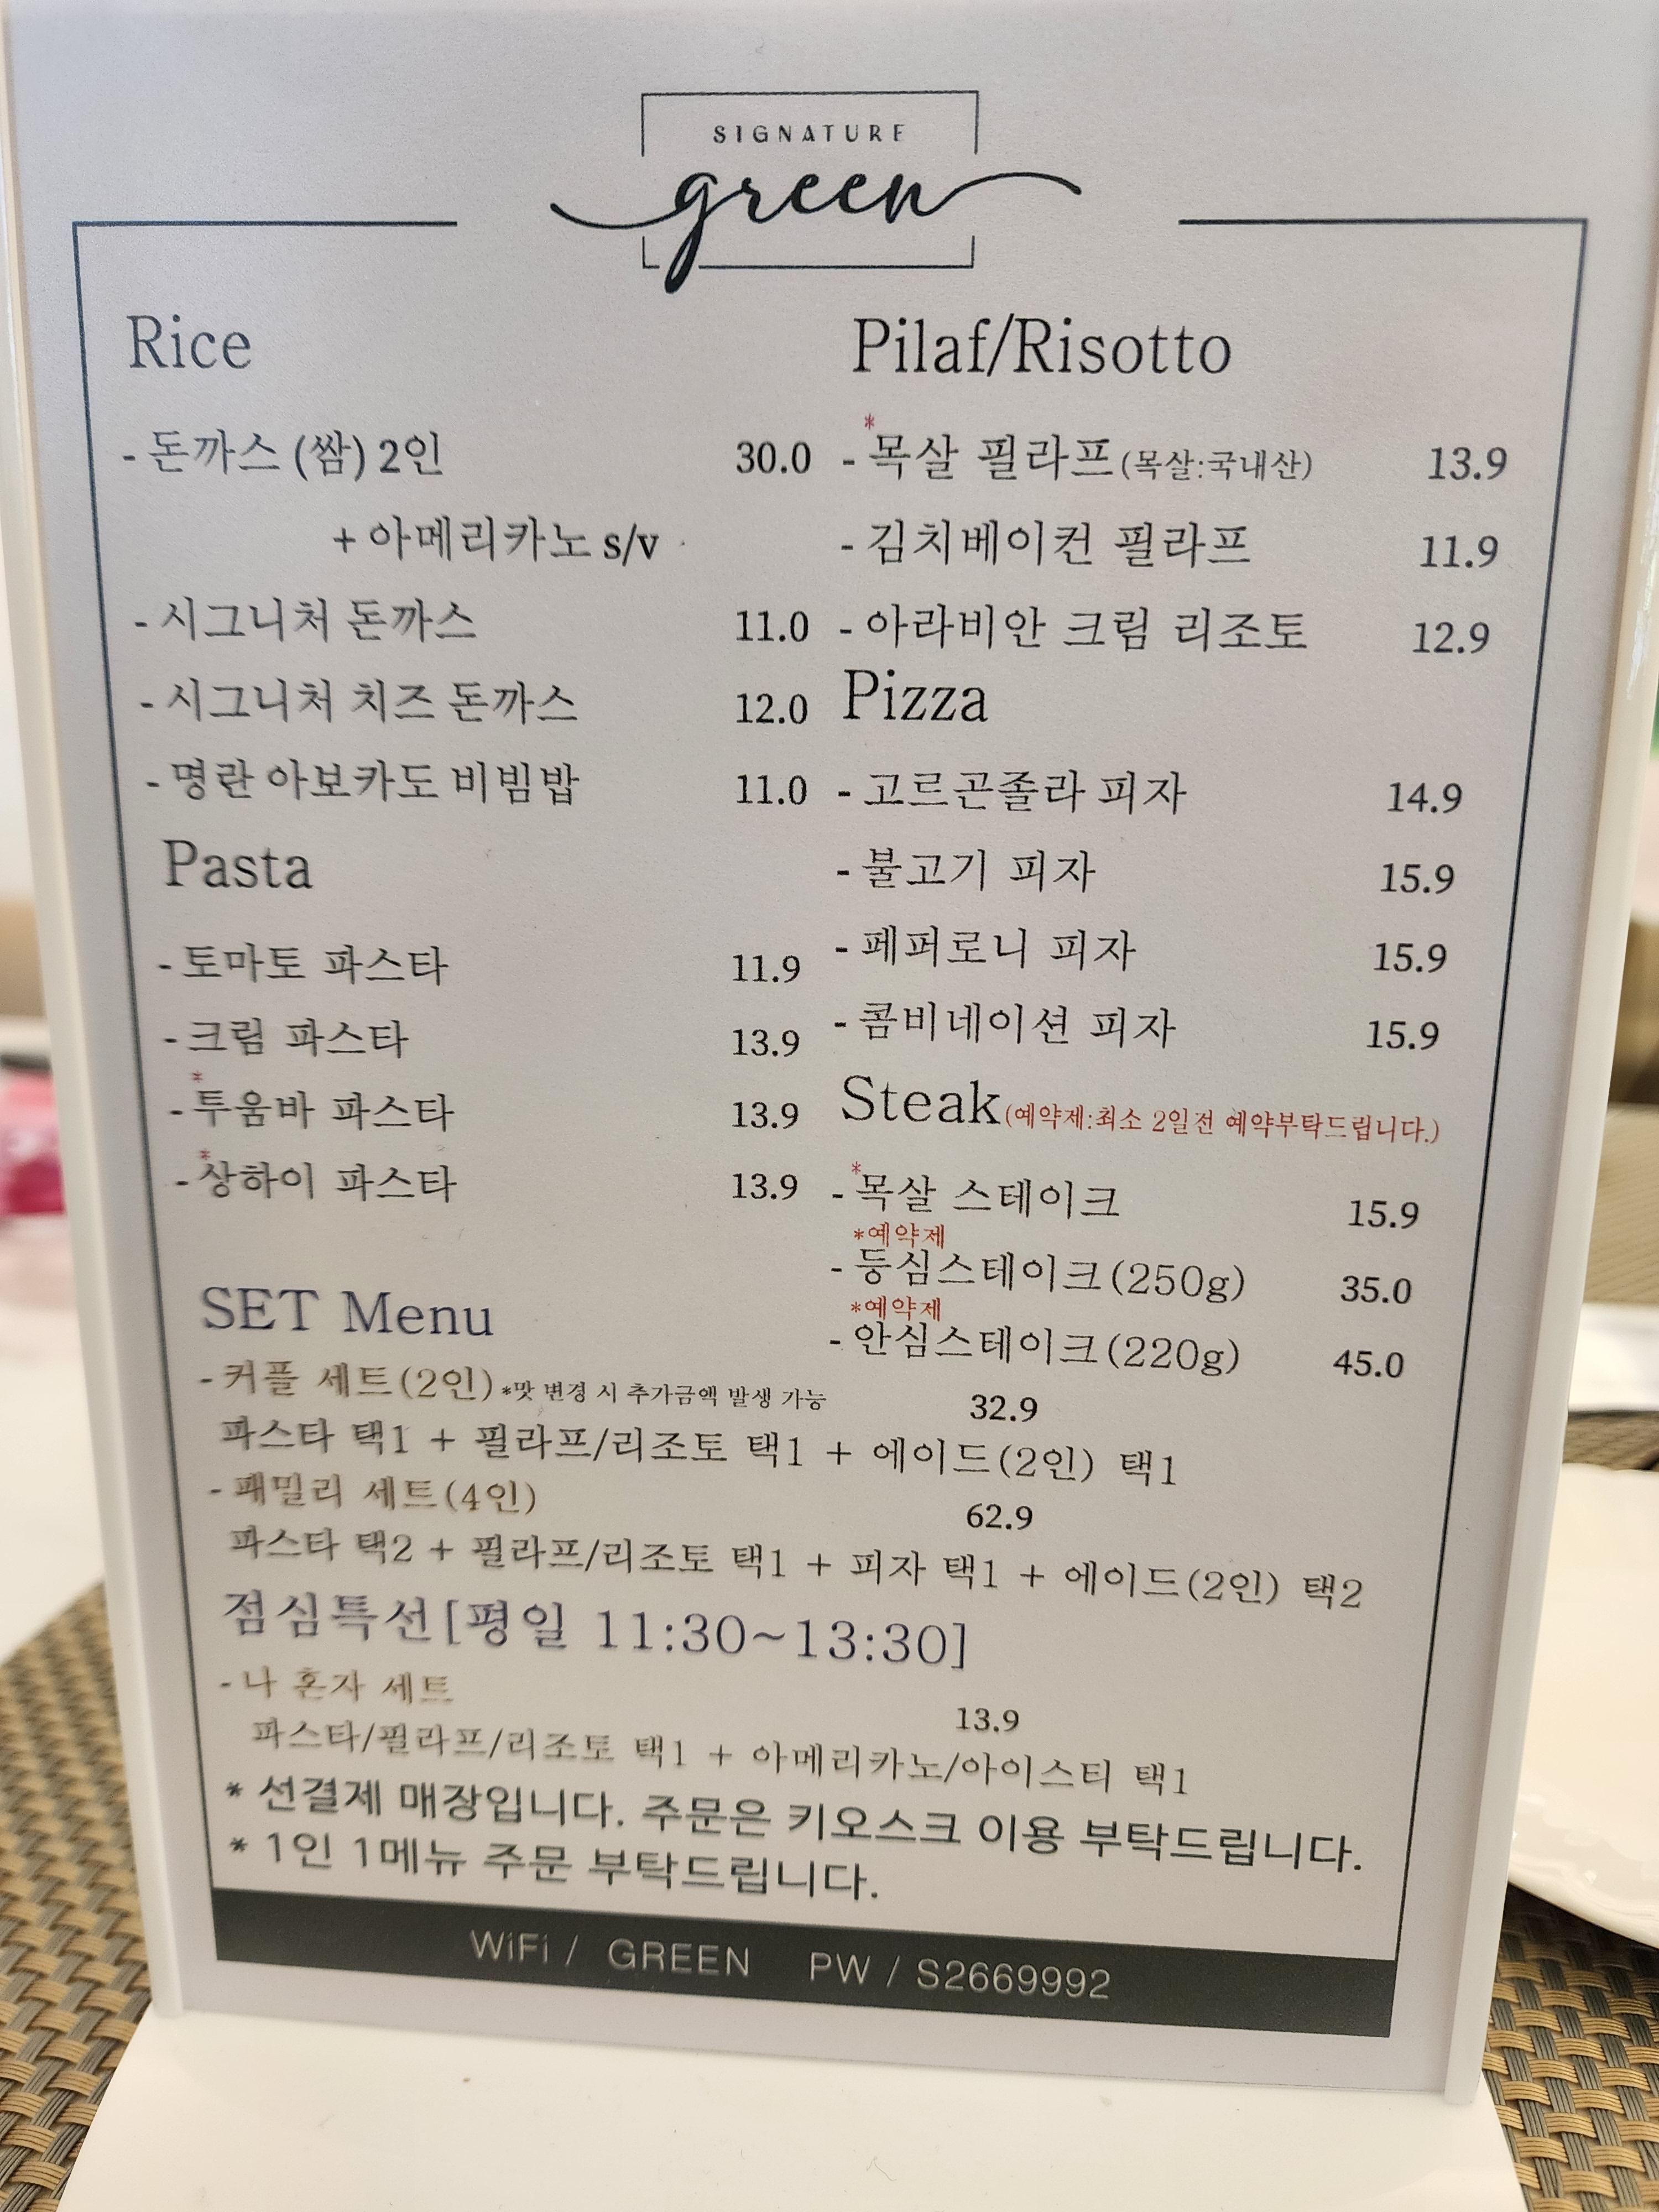 SIGNATURE
green
Rice
- 돈까스 (쌈) 2인 30.0
+ 아메리카노 s/v
- 시그니처 돈까스 11.0
- 시그니처 치즈 돈까스 12.0
- 명란 아보카도 비빔밥 11.0
Pasta
- 토마토 파스타 11.9
- 크림 파스타 13.9
*
- 투움바 파스타 13.9
*
- 상하이 파스타 13.9
Pilaf/Risotto
*
- 목살 필라프(목살:국내산) 13.9
- 김치베이컨 필라프 11.9
- 아라비안 크림 리조토 12.9
Pizza
- 고르곤졸라 피자 14.9
- 불고기 피자 15.9
- 페퍼로니 피자 15.9
- 콤비네이션 피자 15.9
Steak(예약제:최소 2일전 예약부탁드립니다.)
*
- 목살 스테이크 15.9
*예약제
- 등심스테이크(250g) 35.0
*예약제
- 안심스테이크(220g) 45.0
SET Menu
- 커플 세트(2인)*맛 변경 시 추가금액 발생 가능 32.9
파스타 택1 + 필라프/리조토 택1 + 에이드(2인) 택1
- 패밀리 세트(4인) 62.9
파스타 택2 + 필라프/리조토 택1 + 피자 택1 + 에이드(2인) 택2
점심특선[평일 11:30~13:30]
- 나 혼자 세트 13.9
파스타/필라프/리조토 택1 + 아메리카노/아이스티 택1
* 선결제 매장입니다. 주문은 키오스크 이용 부탁드립니다.
* 1인 1메뉴 주문 부탁드립니다.
WiFi / GREEN PW / S2669992